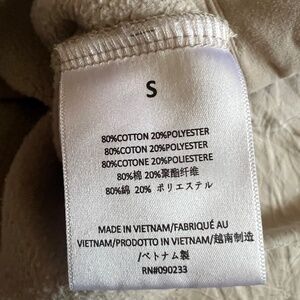 S
80%COTTON 20%POLYESTER
80%COTON 20%POLYESTER
80%COTONE 20%POLIESTERE
80%棉 20%聚酯纤维
80%綿 20% ポリエステル
MADE IN VIETNAM/FABRIQUÉ AU
VIETNAM/PRODOTTO IN VIETNAM/越南制造
/ベトナム製
RN#090233